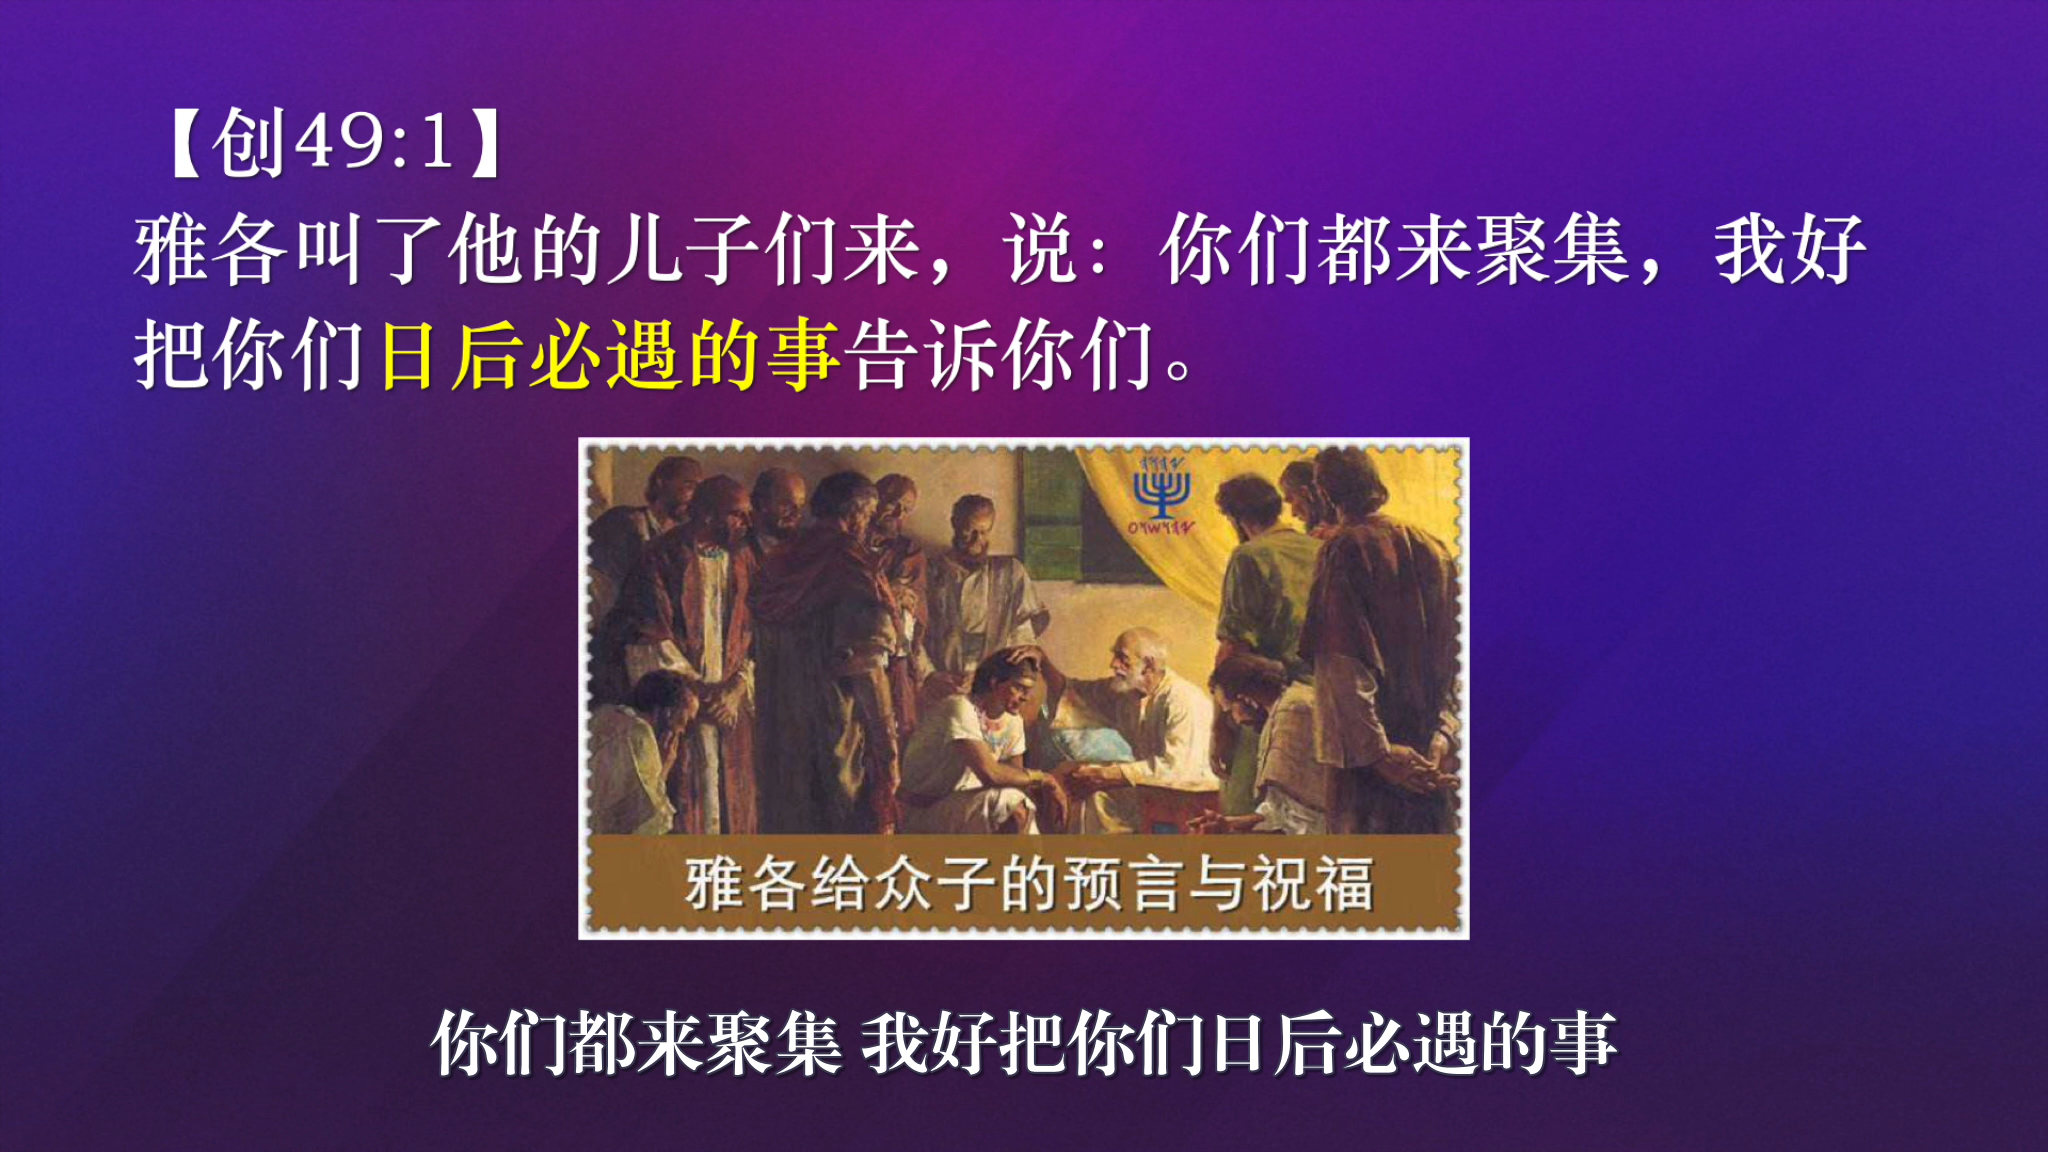 【创49:1】
雅各叫了他的儿子们来，说：你们都来聚集，我好
把你们日后必遇的事告诉你们。
雅各给众子的预言与祝福
你们都来聚集 我好把你们日后必遇的事